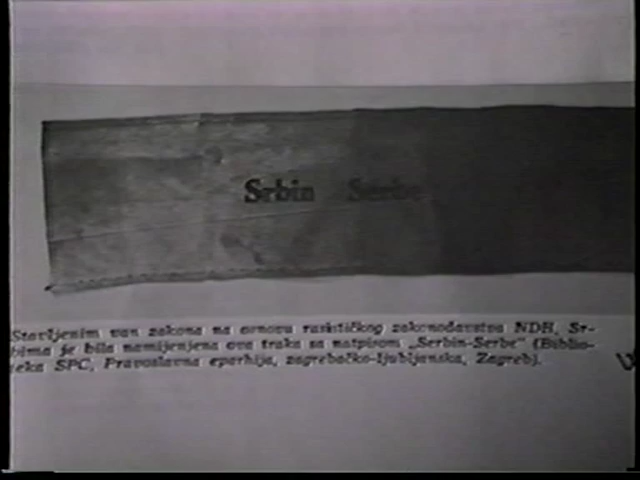 Srbin Serbe
Stavljenim van zakona na osnovu rasističkog zakonodavstva NDH, Sr-
bima je bila namijenjena ova traka sa natpisom „Serbin-Serbe" (Biblio-
teka SPC, Pravoslavna eparhija, zagrebačko-ljubljanska, Zagreb).